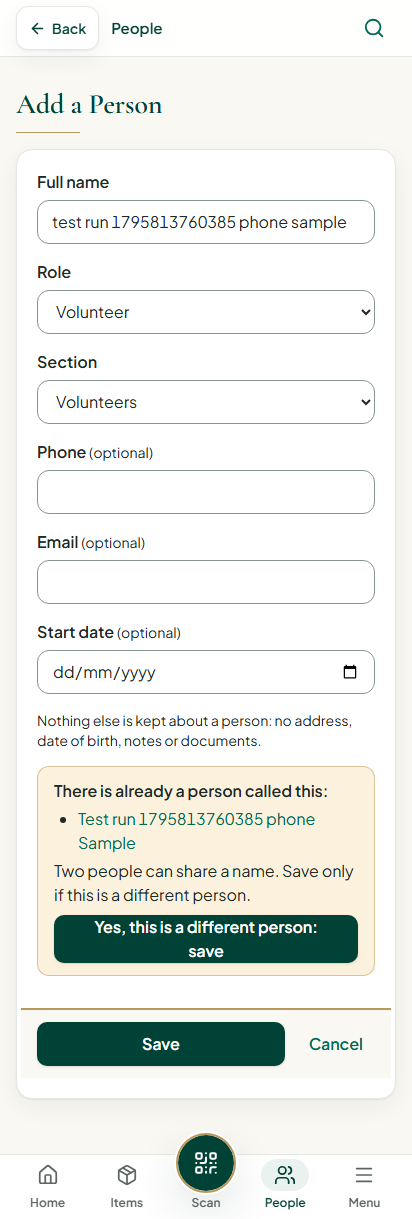 Back
People
Add a Person
Full name
test run 1795813760385 phone sample
Role
Volunteer
Section
Volunteers
Phone (optional)
Email (optional)
Start date (optional)
dd/mm/yyyy
Nothing else is kept about a person: no address,
date of birth, notes or documents.
There is already a person called this:
Test run 1795813760385 phone
Sample
Two people can share a name. Save only
if this is a different person.
Yes, this is a different person:
save
Save
Cancel
Home
Items
Scan
People
Menu